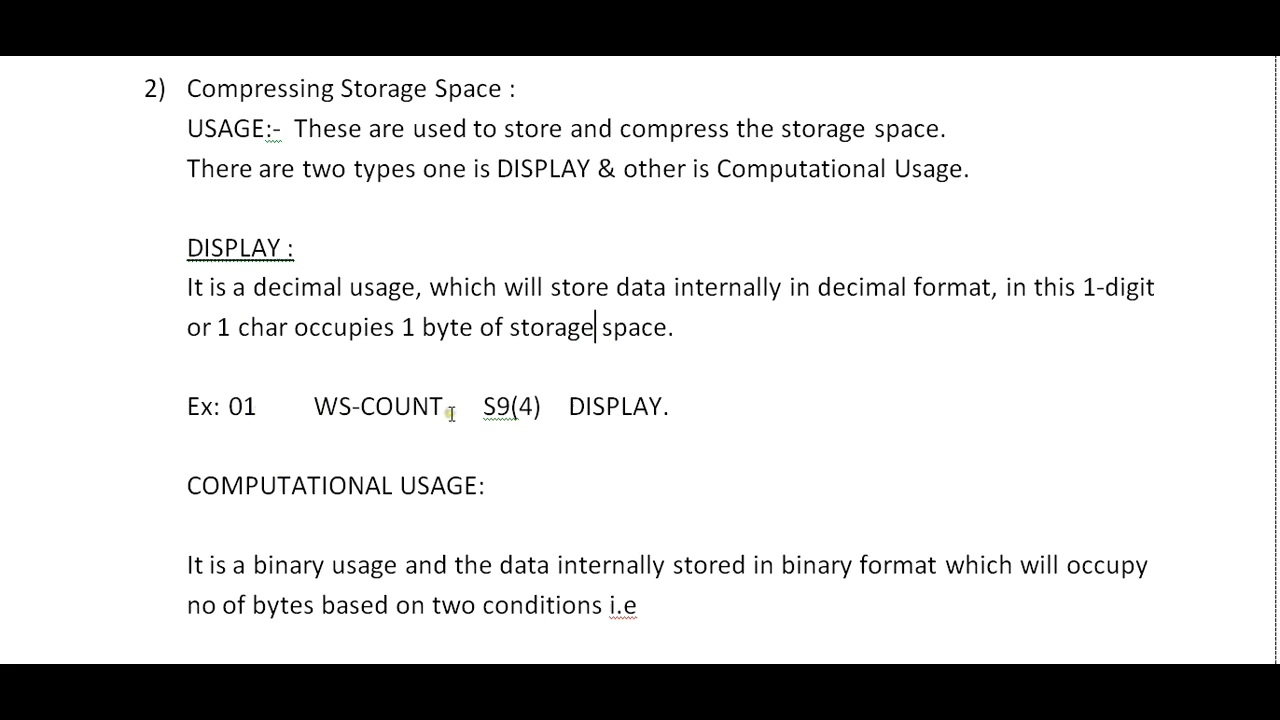 2) Compressing Storage Space :
USAGE:- These are used to store and compress the storage space.
There are two types one is DISPLAY & other is Computational Usage.
DISPLAY :
It is a decimal usage, which will store data internally in decimal format, in this 1-digit
or 1 char occupies 1 byte of storage space.
Ex: 01 WS-COUNT S9(4) DISPLAY.
COMPUTATIONAL USAGE:
It is a binary usage and the data internally stored in binary format which will occupy
no of bytes based on two conditions i.e